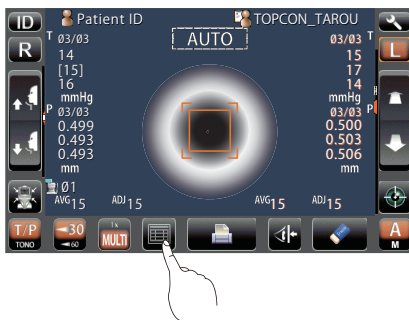 ID Patient ID TOPCON_TAROU
R T 03/03 AUTO 03/03 T L
14 15
[15] 17
16 14
mmHg mmHg
P 03/03 03/03 P
0.499 0.500
0.493 0.503
0.493 0.506
mm mm
Ø1
AVG15 ADJ15 AVG15 ADJ15
T/P TONO 30 60 1x MULTI A M